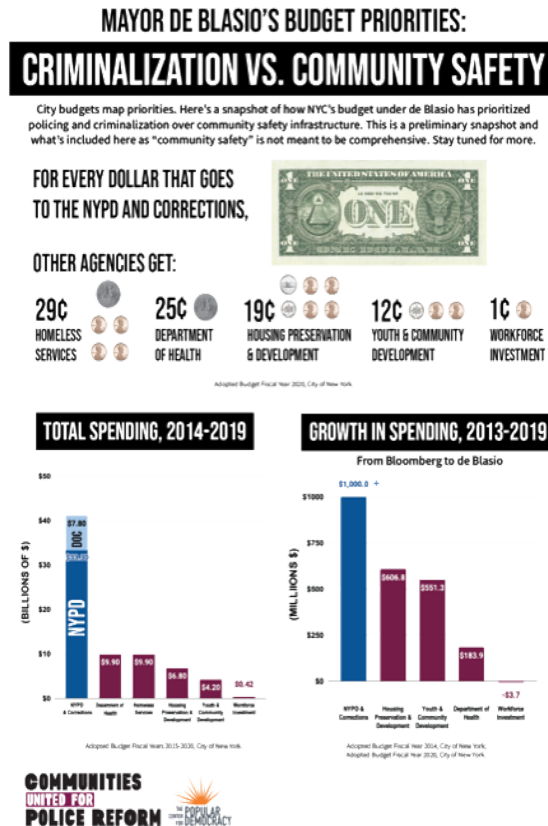 MAYOR DE BLASIO'S BUDGET PRIORITIES:
CRIMINALIZATION VS. COMMUNITY SAFETY
City budgets map priorities. Here's a snapshot of how NYC's budget under de Blasio has prioritized
policing and criminalization over community safety infrastructure. This is a preliminary snapshot and
what's included here as "community safety" is not meant to be comprehensive. Stay tuned for more.
FOR EVERY DOLLAR THAT GOES
TO THE NYPD AND CORRECTIONS,
THE UNITED STATES OF AMERICA
ONE
OTHER AGENCIES GET:
29¢
HOMELESS
SERVICES
25¢
DEPARTMENT
OF HEALTH
19¢
HOUSING PRESERVATION
& DEVELOPMENT
12¢
YOUTH & COMMUNITY
DEVELOPMENT
1¢
WORKFORCE
INVESTMENT
Adopted Budget Fiscal Year 2020, City of New York
TOTAL SPENDING, 2014-2019
$50
$40
$30
$20
$10
$0
(BILLIONS OF $)
$7.80
DOC
NYPD
$9.90
$9.90
$6.80
$4.20
$0.42
NYPD
& Corrections
Department of
Health
Homeless
Services
Housing
Preservation &
Development
Youth &
Community
Development
Workforce
Investment
Adopted Budget Fiscal Years 2015-2020, City of New York
GROWTH IN SPENDING, 2013-2019
From Bloomberg to de Blasio
$1000
$750
$500
$250
$0
(MILLIONS $)
$1,000.0 +
$606.8
$551.3
$183.9
-$3.7
NYPD &
Corrections
Housing
Preservation &
Development
Youth &
Community
Development
Department of
Health
Workforce
Investment
Adopted Budget Fiscal Year 2014, City of New York;
Adopted Budget Fiscal Year 2020, City of New York
COMMUNITIES
UNITED FOR
POLICE REFORM
THE CENTER FOR
POPULAR
DEMOCRACY